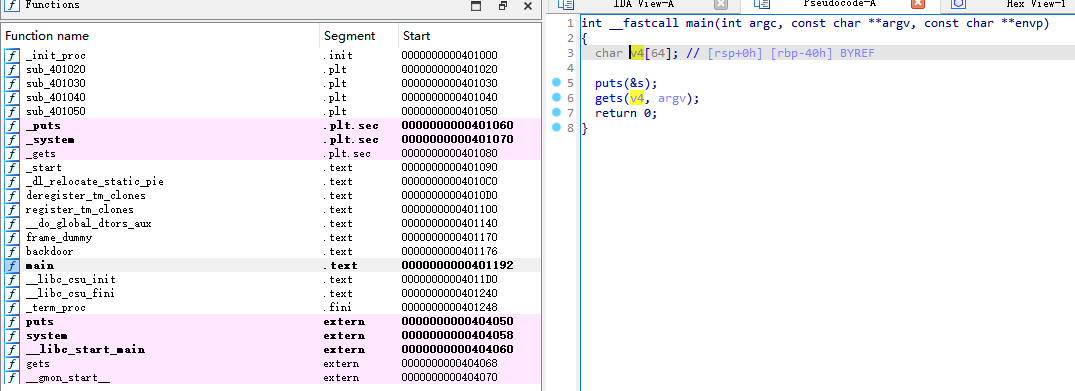 Functions
Function name Segment Start
_init_proc .init 0000000000401000
sub_401020 .plt 0000000000401020
sub_401030 .plt 0000000000401030
sub_401040 .plt 0000000000401040
sub_401050 .plt 0000000000401050
_puts .plt.sec 0000000000401060
_system .plt.sec 0000000000401070
_gets .plt.sec 0000000000401080
_start .text 0000000000401090
_dl_relocate_static_pie .text 00000000004010C0
deregister_tm_clones .text 00000000004010D0
register_tm_clones .text 0000000000401100
__do_global_dtors_aux .text 0000000000401140
frame_dummy .text 0000000000401170
backdoor .text 0000000000401176
main .text 0000000000401192
__libc_csu_init .text 00000000004011D0
__libc_csu_fini .text 0000000000401240
_term_proc .fini 0000000000401248
puts extern 0000000000404050
system extern 0000000000404058
__libc_start_main extern 0000000000404060
gets extern 0000000000404068
__gmon_start__ extern 0000000000404070
IDA View-A Pseudocode-A Hex View-1
1 int __fastcall main(int argc, const char **argv, const char **envp)
2 {
3 char v4[64]; // [rsp+0h] [rbp-40h] BYREF
4
5 puts(&s);
6 gets(v4, argv);
7 return 0;
8 }